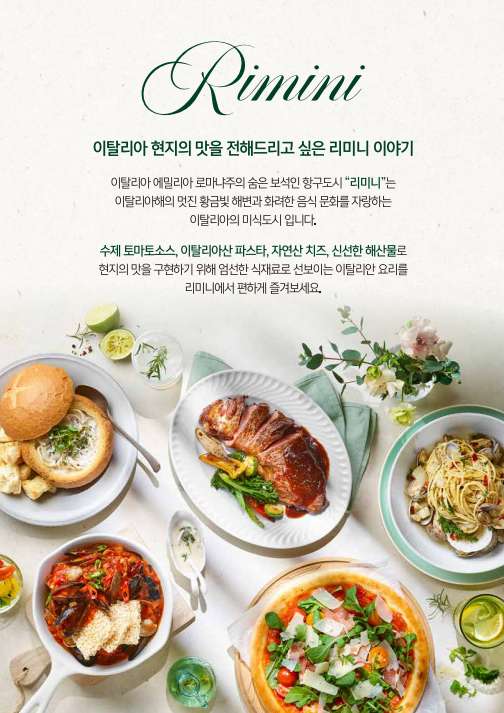 Rimini
이탈리아 현지의 맛을 전해드리고 싶은 리미니 이야기
이탈리아 에밀리아 로마냐주의 숨은 보석인 항구도시 “리미니”는
이탈리아해의 멋진 황금빛 해변과 화려한 음식 문화를 자랑하는
이탈리아의 미식도시 입니다.
수제 토마토소스, 이탈리아산 파스타, 자연산 치즈, 신선한 해산물로
현지의 맛을 구현하기 위해 엄선한 식재료로 선보이는 이탈리안 요리를
리미니에서 편하게 즐겨보세요.